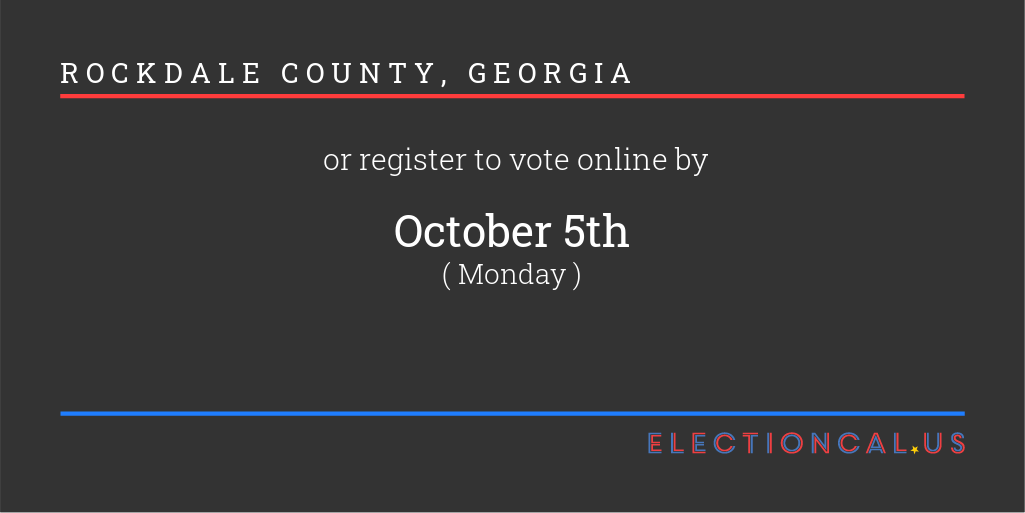 ROCKDALE COUNTY, GEORGIA
or register to vote online by
October 5th
( Monday )
ELECTIONCAL.US